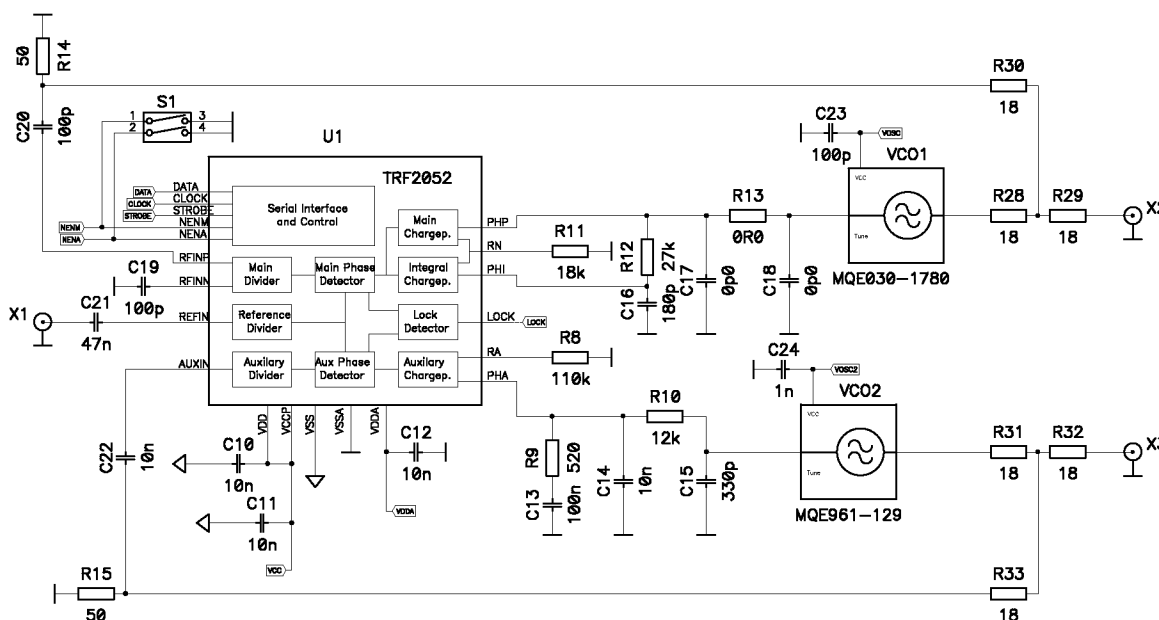 50
R14
C20
100p
S1
1
2
3
4
U1
TRF2052
R30
18
C23
100p
VOSC
VCO1
VCC
Tune
MQE030-1780
R28
18
R29
18
X2
DATA
CLOCK
STROBE
NENM
NENA
DATA
CLOCK
STROBE
NENM
NENA
RFINP
RFINN
REFIN
AUXIN
Serial Interface
and Control
Main
Chargep.
Main
Divider
Main Phase
Detector
Integral
Chargep.
Reference
Divider
Lock
Detector
Auxilary
Divider
Aux Phase
Detector
Auxilary
Chargep.
PHP
RN
PHI
LOCK
LOCK
RA
PHA
R11
18k
R12
27k
C16
180p
C17
0p0
R13
0R0
C18
0p0
C19
100p
X1
C21
47n
R8
110k
C24
1n
VOSC2
VCO2
VCC
Tune
MQE961-129
R10
12k
R9
520
C13
100n
C14
10n
C15
330p
R31
18
R32
18
X3
VDD
VCCP
VSS
VSSA
VDDA
C22
10n
C10
10n
C11
10n
C12
10n
VDDA
VCC
R15
50
R33
18